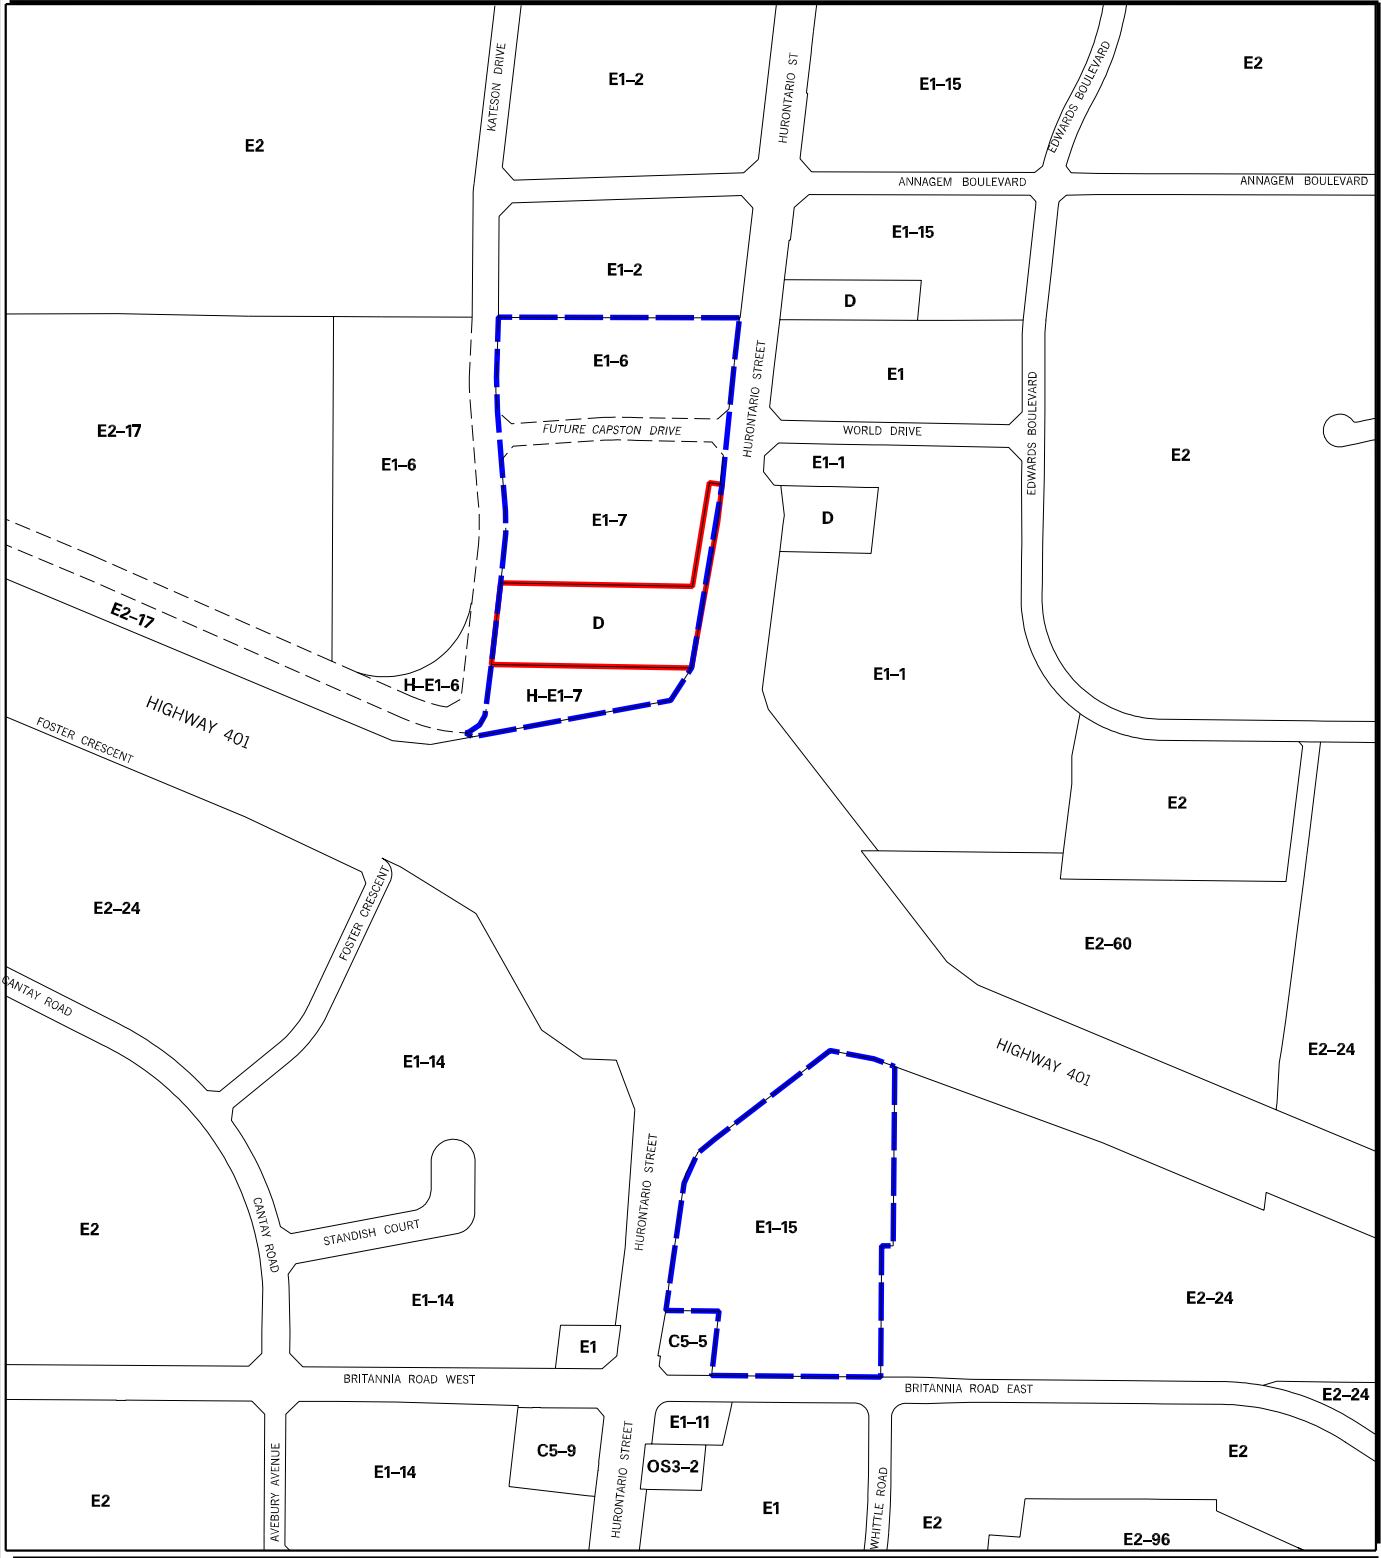 KATESON DRIVE
E1–2
HURONTARIO ST
E1–15
EDWARDS BOULEVARD
E2
E2
ANNAGEM BOULEVARD
ANNAGEM BOULEVARD
E1–15
E1–2
D
E1–6
E1
HURONTARIO STREET
EDWARDS BOULEVARD
E2–17
FUTURE CAPSTON DRIVE
WORLD DRIVE
E1–6
E1–1
E2
E1–7
D
E2–17
D
H–E1–6
H–E1–7
E1–1
HIGHWAY 401
FOSTER CRESCENT
E2
E2–24
FOSTER CRESCENT
E2–60
CANTAY ROAD
E1–14
HIGHWAY 401
E2–24
HURONTARIO STREET
E2
CANTAY ROAD
STANDISH COURT
E1–15
E1–14
E2–24
E1
C5–5
BRITANNIA ROAD WEST
BRITANNIA ROAD EAST
E2–24
E1–11
C5–9
HURONTARIO STREET
OS3–2
E2
AVEBURY AVENUE
E1–14
E2
E1
WHITTLE ROAD
E2
E2–96